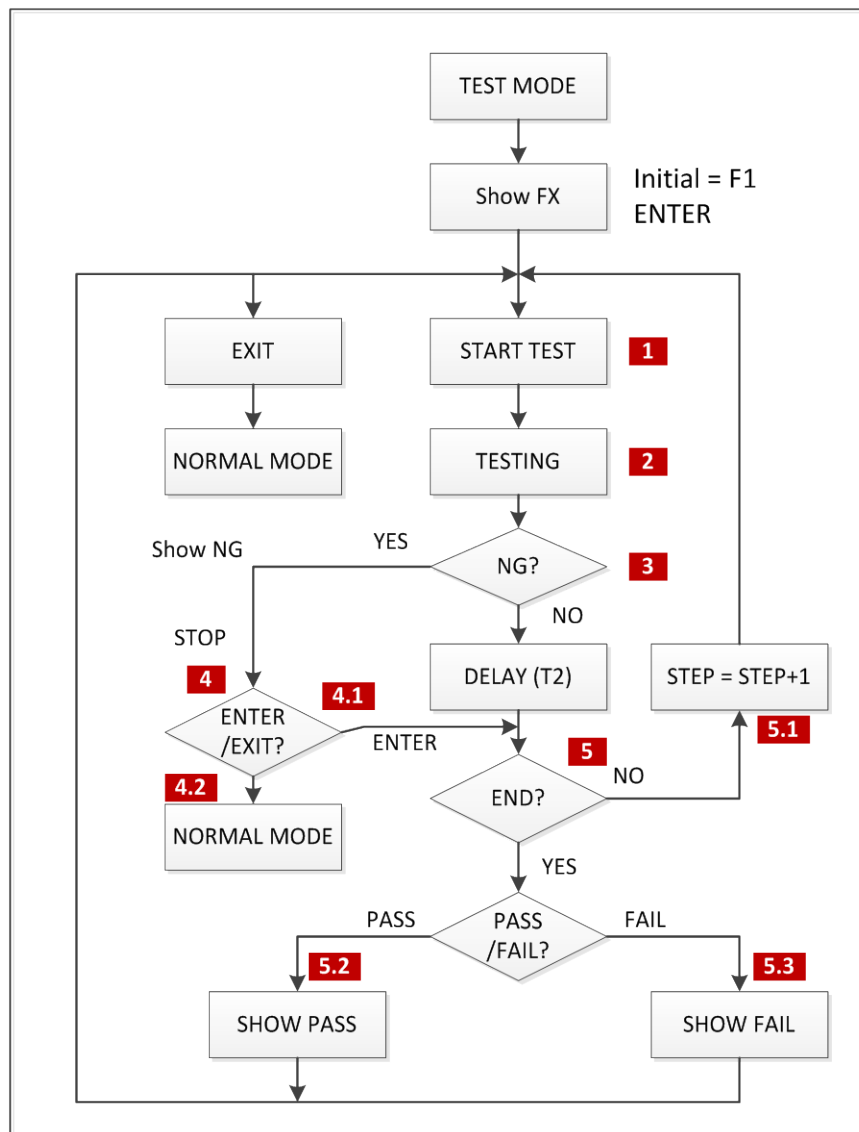 TEST MODE
Show FX
Initial = F1
ENTER
EXIT
START TEST
1
NORMAL MODE
TESTING
2
Show NG
YES
NG?
3
NO
STOP
DELAY (T2)
STEP = STEP+1
4
4.1
ENTER
/EXIT?
ENTER
5
5.1
NO
4.2
END?
NORMAL MODE
YES
PASS
PASS
/FAIL?
FAIL
5.2
5.3
SHOW PASS
SHOW FAIL